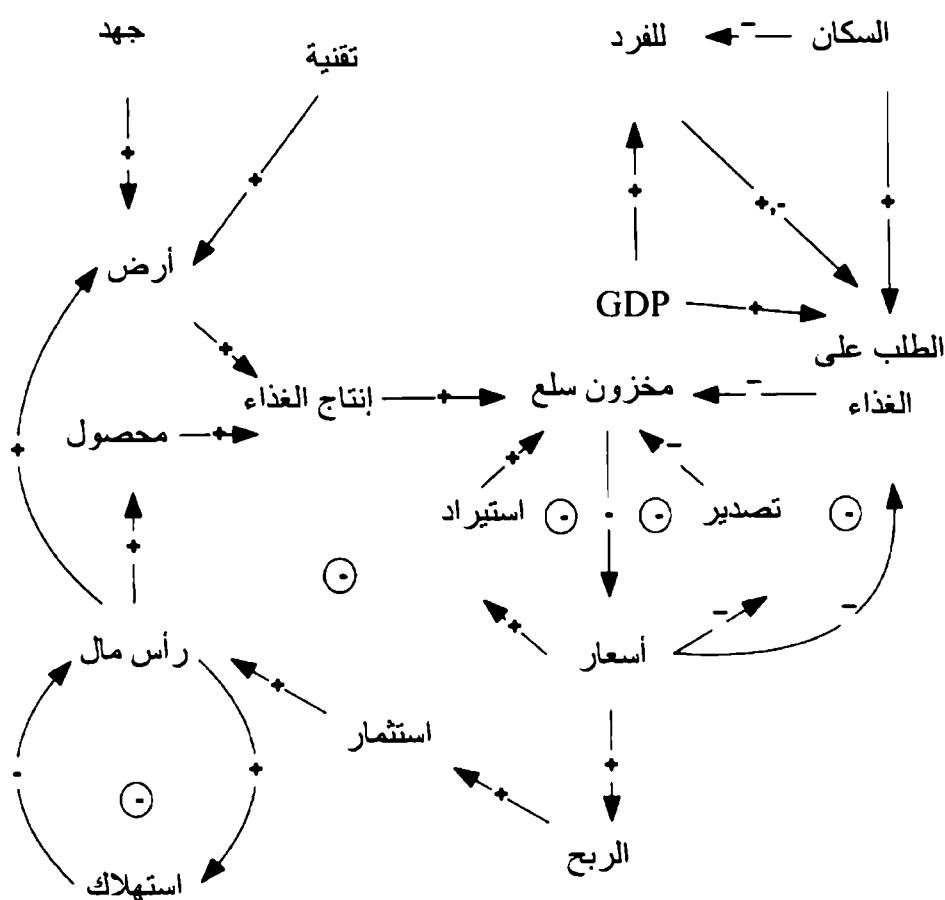 جهد
تقنية
للفرد
السكان
أرض
GDP
الطلب على
الغذاء
مخزون سلع
إنتاج الغذاء
محصول
استيراد
تصدير
رأس مال
أسعار
استثمار
الربح
استهلاك